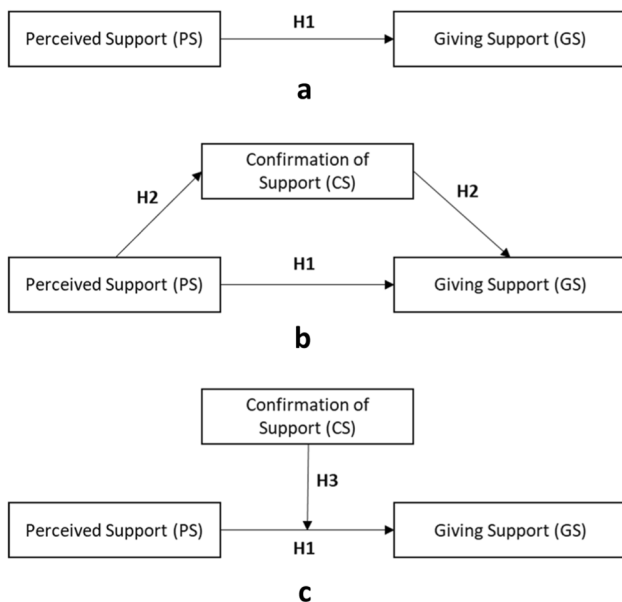 H1
Perceived Support (PS)
Giving Support (GS)
a
Confirmation of
Support (CS)
H2
H2
H1
Perceived Support (PS)
Giving Support (GS)
b
Confirmation of
Support (CS)
H3
Perceived Support (PS)
Giving Support (GS)
H1
c